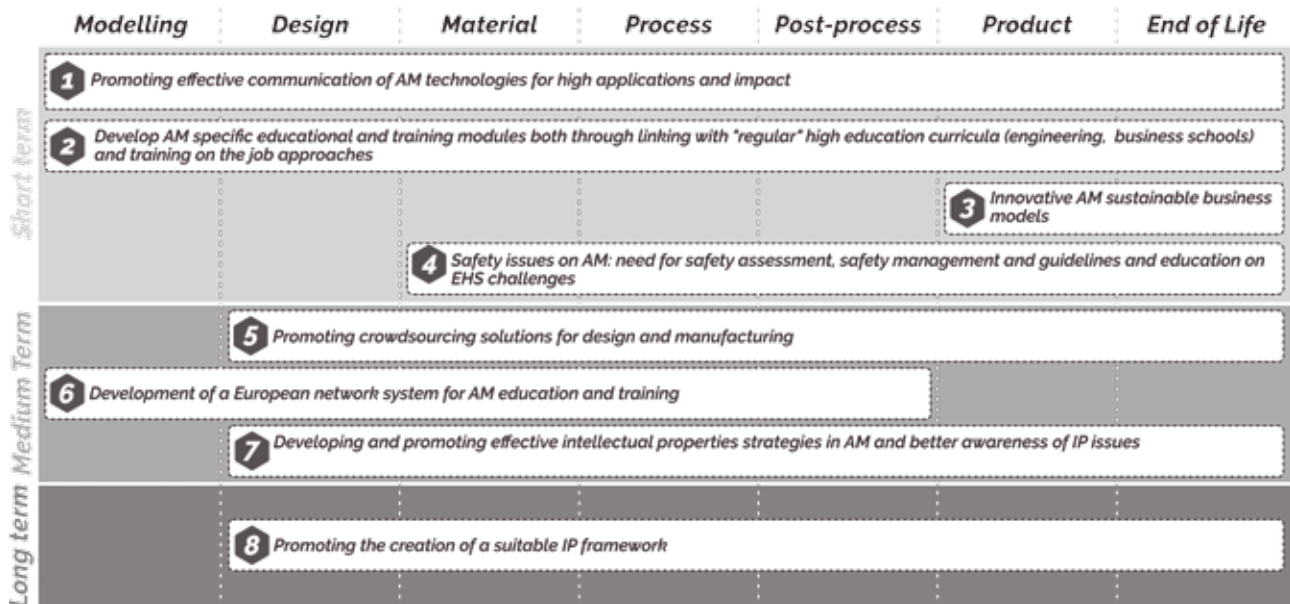 Modelling Design Material Process Post-process Product End of Life
Short term
1 Promoting effective communication of AM technologies for high applications and impact
2 Develop AM specific educational and training modules both through linking with "regular" high education curricula (engineering, business schools)
and training on the job approaches
3 Innovative AM sustainable business
models
4 Safety issues on AM: need for safety assessment, safety management and guidelines and education on
EHS challenges
Medium Term
5 Promoting crowdsourcing solutions for design and manufacturing
6 Development of a European network system for AM education and training
7 Developing and promoting effective intellectual properties strategies in AM and better awareness of IP issues
Long term
8 Promoting the creation of a suitable IP framework